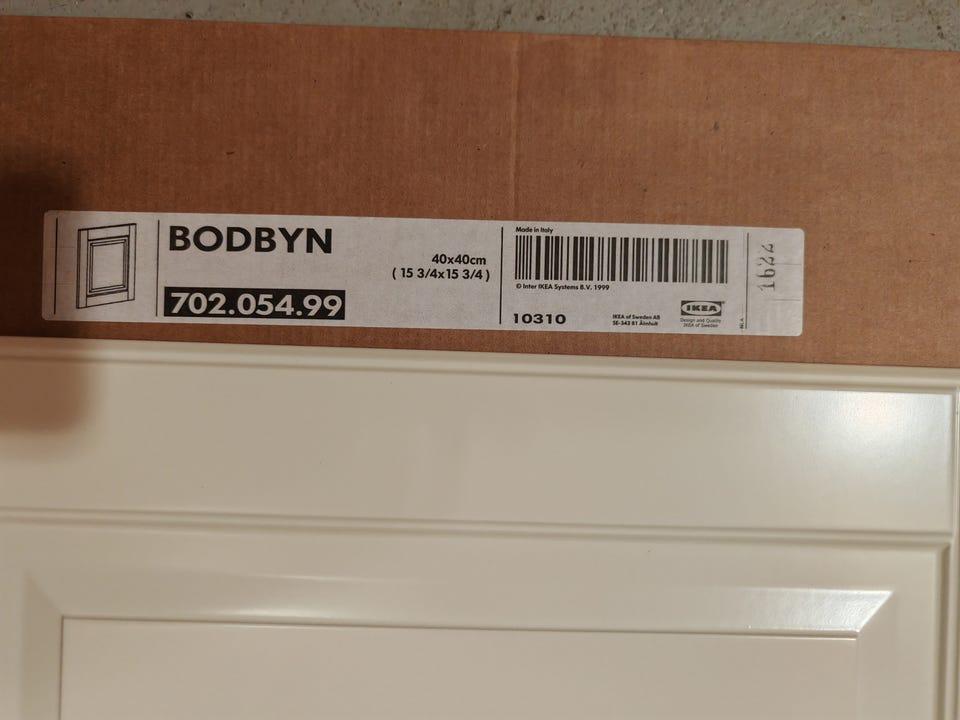 BODBYN
40x40cm
( 15 3/4x15 3/4 )
702.054.99
Made in Italy
© Inter IKEA Systems B.V. 1999
10310
IKEA of Sweden AB
SE-343 81 Älmhult
IKEA
Design and Quality
IKEA of Sweden
1624